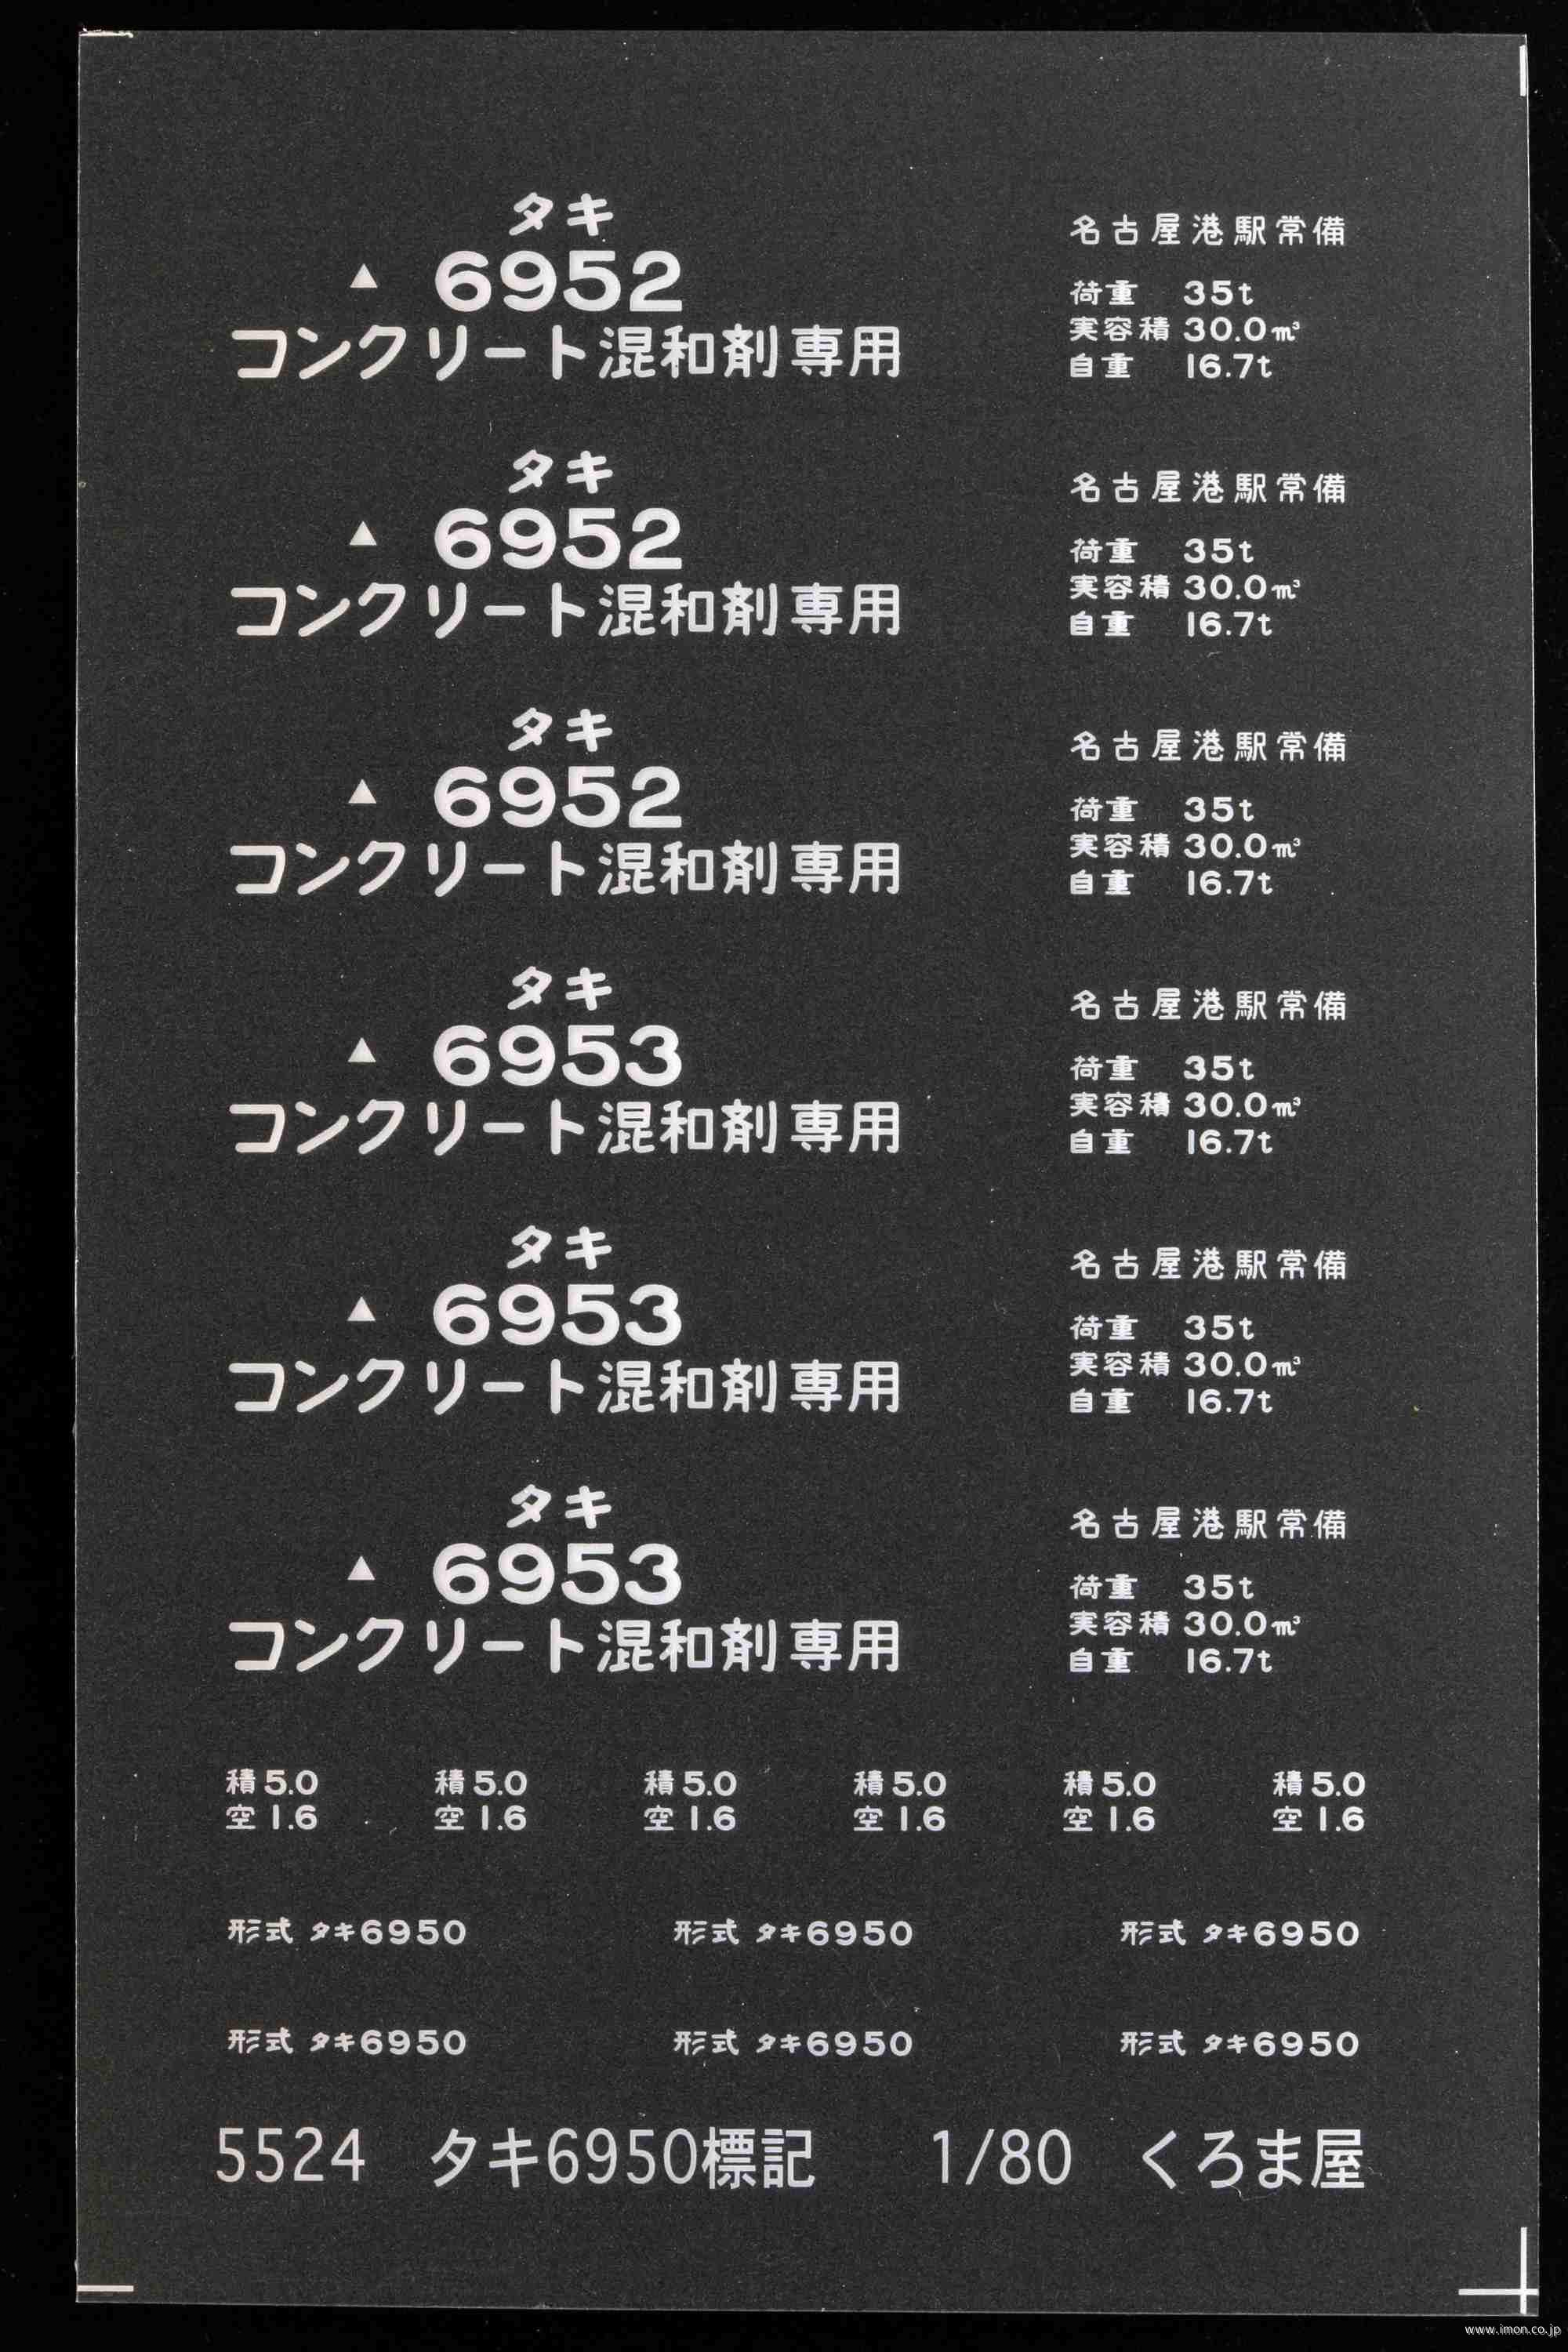 タキ
▲ 6952
コンクリート混和剤専用
名古屋港駅常備
荷重 35t
実容積 30.0㎥
自重 16.7t
タキ
▲ 6952
コンクリート混和剤専用
名古屋港駅常備
荷重 35t
実容積 30.0㎥
自重 16.7t
タキ
▲ 6952
コンクリート混和剤専用
名古屋港駅常備
荷重 35t
実容積 30.0㎥
自重 16.7t
タキ
▲ 6953
コンクリート混和剤専用
名古屋港駅常備
荷重 35t
実容積 30.0㎥
自重 16.7t
タキ
▲ 6953
コンクリート混和剤専用
名古屋港駅常備
荷重 35t
実容積 30.0㎥
自重 16.7t
タキ
▲ 6953
コンクリート混和剤専用
名古屋港駅常備
荷重 35t
実容積 30.0㎥
自重 16.7t
積5.0 積5.0 積5.0 積5.0 積5.0 積5.0
空1.6 空1.6 空1.6 空1.6 空1.6 空1.6
形式 タキ6950 形式 タキ6950 形式 タキ6950
形式 タキ6950 形式 タキ6950 形式 タキ6950
5524 タキ6950標記 1/80 くろま屋
www.imon.co.jp